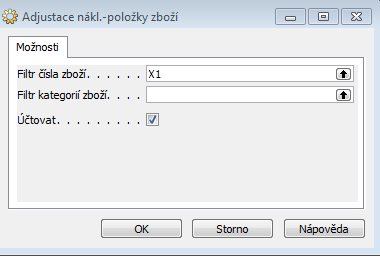 Adjustace nákl.-položky zboží
Možnosti
Filtr čísla zboží. . . . . . X1
Filtr kategorií zboží. . . .
Účtovat. . . . . . . . .
OK Storno Nápověda